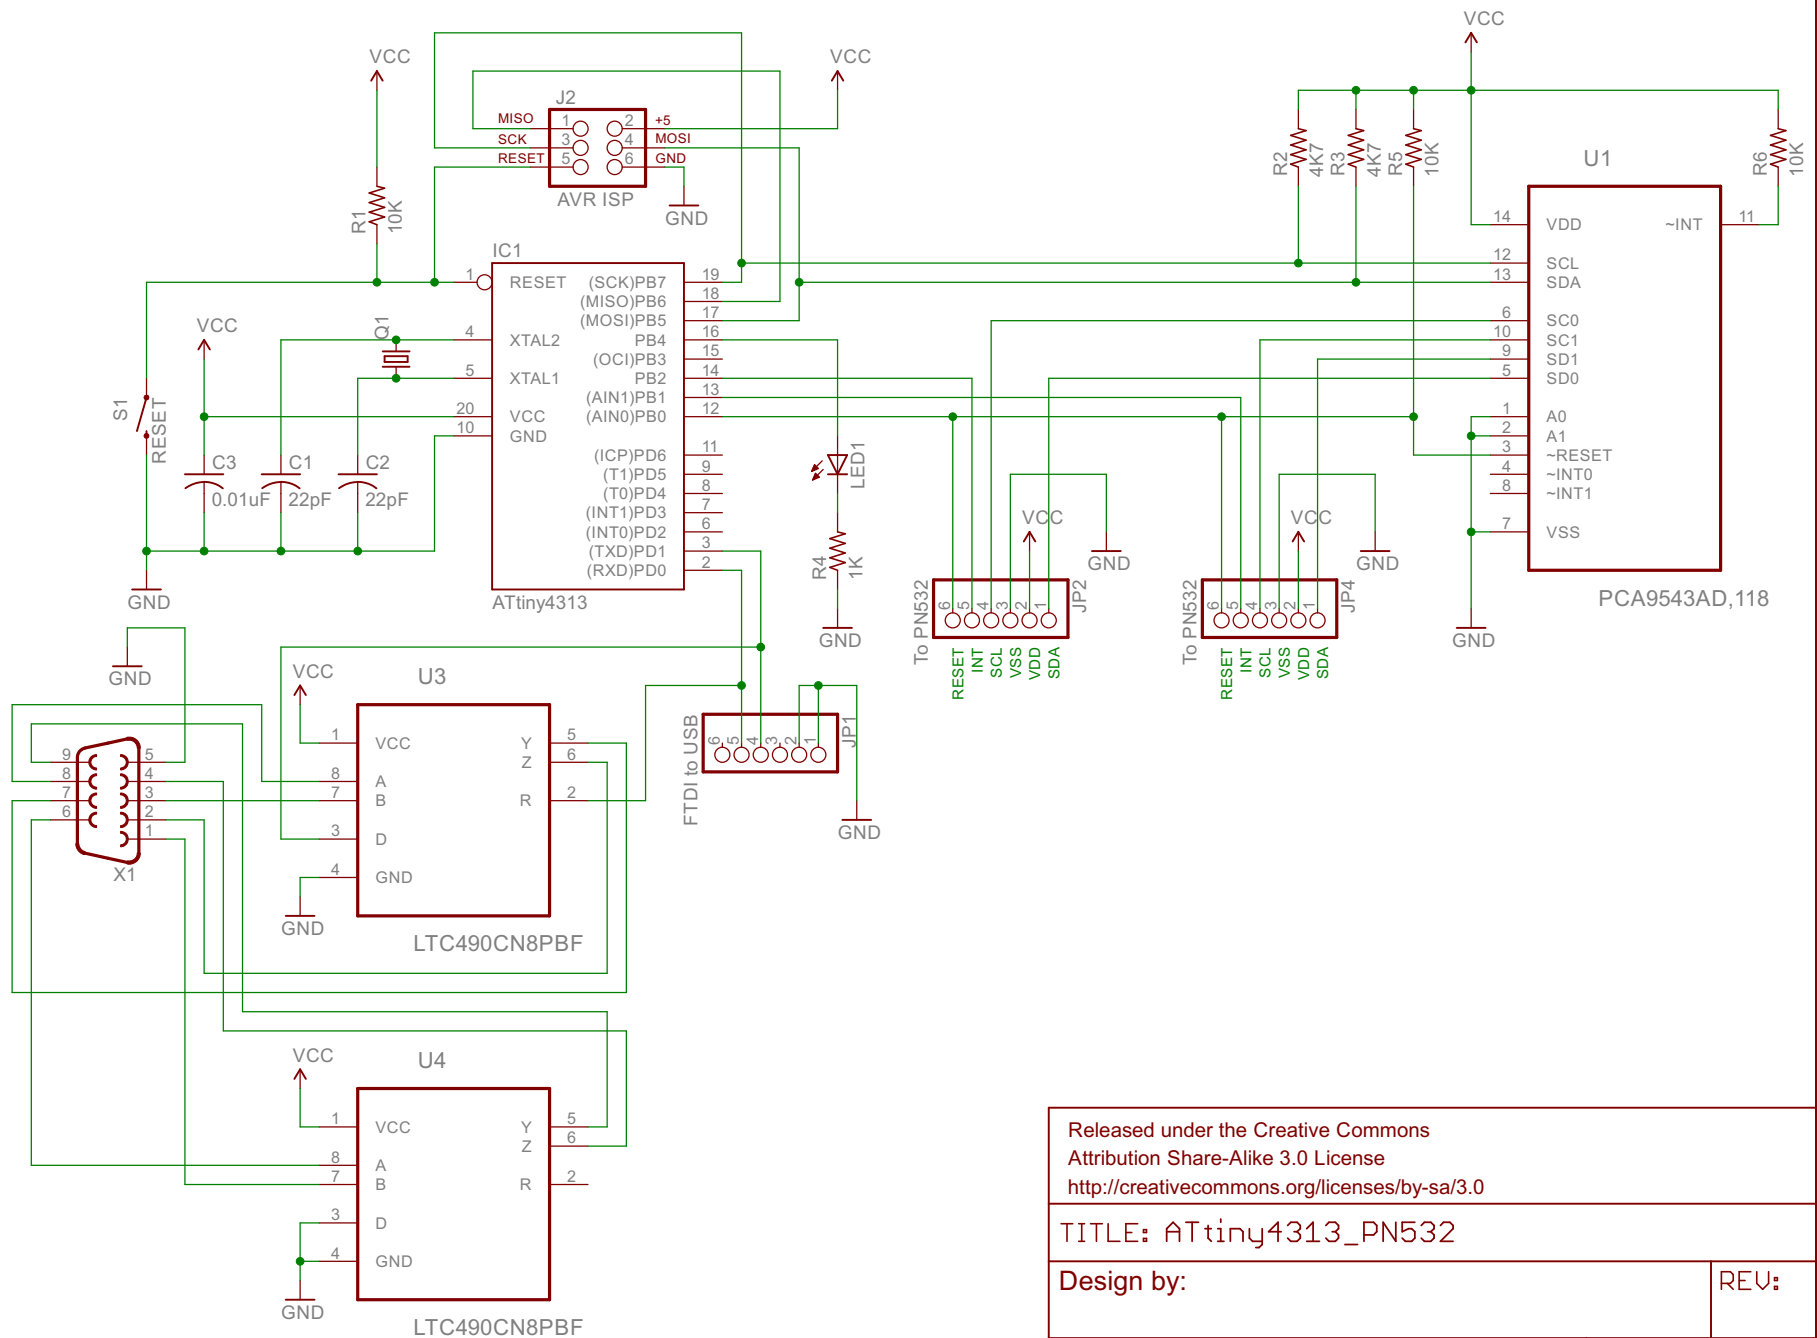 VCC
VCC
VCC
J2
MISO 1 2 +5
SCK 3 4 MOSI
RESET 5 6 GND
AVR ISP
GND
R1
10K
R2
4K7
R3
4K7
R5
10K
R6
10K
U1
14 VDD ~INT 11
12 SCL
13 SDA
6 SC0
10 SC1
9 SD1
5 SD0
1 A0
2 A1
3 ~RESET
4 ~INT0
8 ~INT1
7 VSS
PCA9543AD,118
GND
IC1
1 RESET (SCK)PB7 19
(MISO)PB6 18
(MOSI)PB5 17
4 XTAL2 PB4 16
(OCI)PB3 15
5 XTAL1 PB2 14
(AIN1)PB1 13
20 VCC (AIN0)PB0 12
10 GND
(ICP)PD6 11
(T1)PD5 9
(T0)PD4 8
(INT1)PD3 7
(INT0)PD2 6
(TXD)PD1 3
(RXD)PD0 2
ATtiny4313
Q1
VCC
S1
RESET
C3
0.01uF
C1
22pF
C2
22pF
GND
LED1
R4
1K
GND
VCC
GND
To PN532
6 5 4 3 2 1
JP2
RESET
INT
SCL
VSS
VDD
SDA
VCC
GND
To PN532
6 5 4 3 2 1
JP4
RESET
INT
SCL
VSS
VDD
SDA
GND
9 5
8 4
7 3
6 2
1
X1
VCC
U3
1 VCC Y 5
Z 6
8 A
7 B R 2
3 D
4 GND
GND
LTC490CN8PBF
FTDI to USB
6 5 4 3 2 1
JP1
GND
VCC
U4
1 VCC Y 5
Z 6
8 A
7 B R 2
3 D
4 GND
GND
LTC490CN8PBF
Released under the Creative Commons
Attribution Share-Alike 3.0 License
http://creativecommons.org/licenses/by-sa/3.0
TITLE: ATtiny4313_PN532
Design by:
REV: